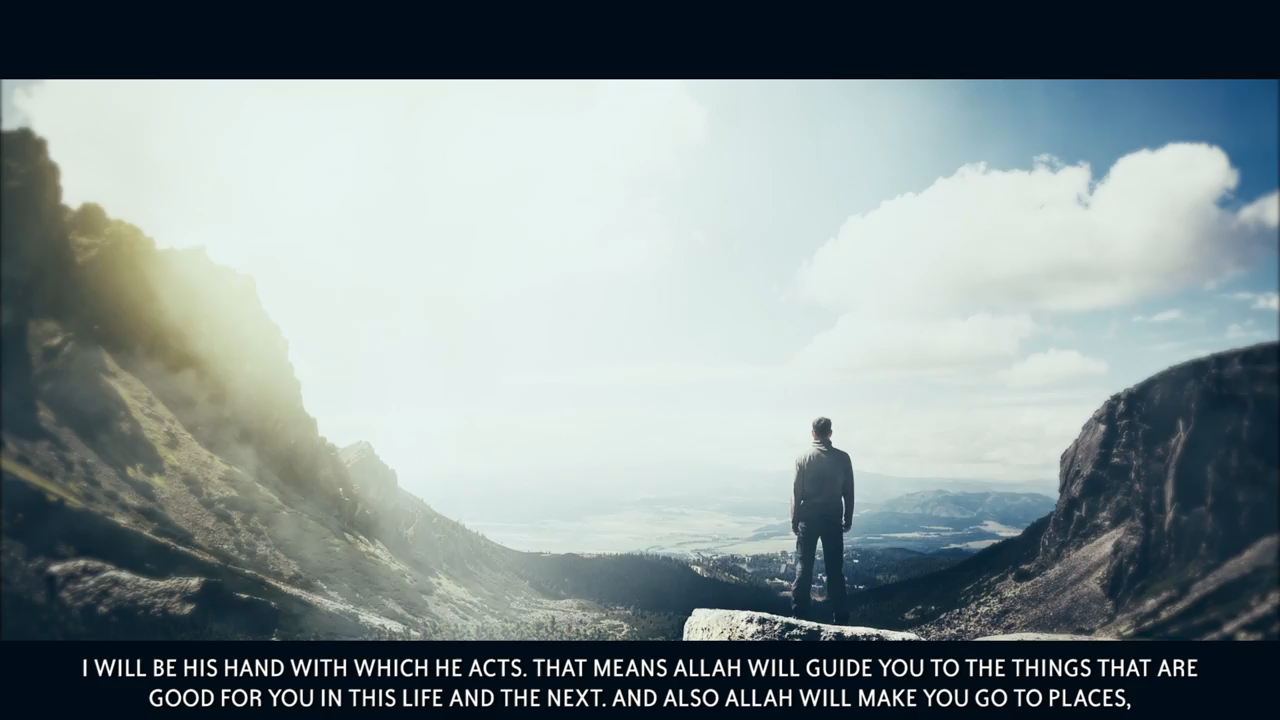 I WILL BE HIS HAND WITH WHICH HE ACTS. THAT MEANS ALLAH WILL GUIDE YOU TO THE THINGS THAT ARE
GOOD FOR YOU IN THIS LIFE AND THE NEXT. AND ALSO ALLAH WILL MAKE YOU GO TO PLACES,